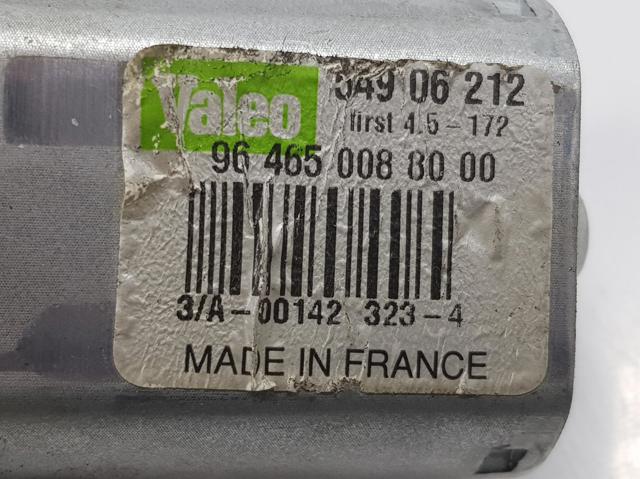 Valeo
549 06 212
first 4.5-172
96 465 008 80 00
3/A-00142 323-4
MADE IN FRANCE